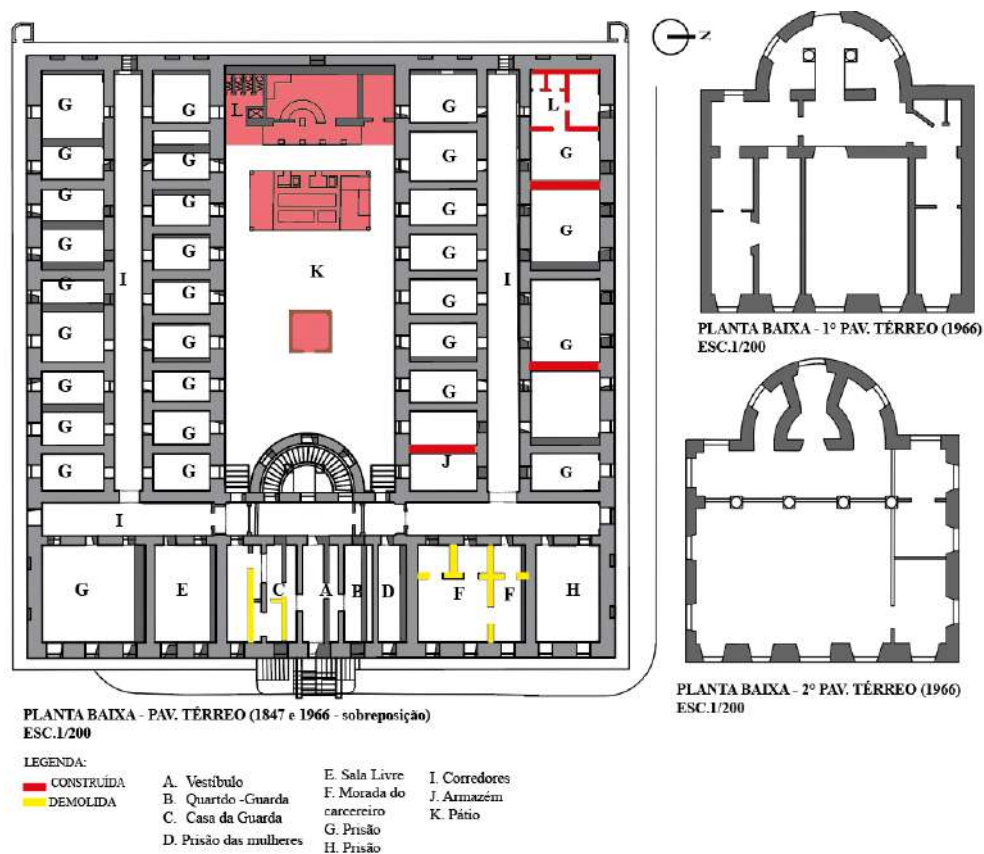 N
G G L G L
G G G G
G G G
G G G G
K
G I G G I
G G G G
G G G
G G
J
G G G
I
G E C A B D F F H
PLANTA BAIXA - 1º PAV. TÉRREO (1966)
ESC.1/200
PLANTA BAIXA - 2º PAV. TÉRREO (1966)
ESC.1/200
PLANTA BAIXA - PAV. TÉRREO (1847 e 1966 - sobreposição)
ESC.1/200
LEGENDA:
CONSTRUÍDA
DEMOLIDA
A. Vestíbulo
B. Quartdo -Guarda
C. Casa da Guarda
D. Prisão das mulheres
E. Sala Livre
F. Morada do
carcereiro
G. Prisão
H. Prisão
I. Corredores
J. Armazém
K. Pátio